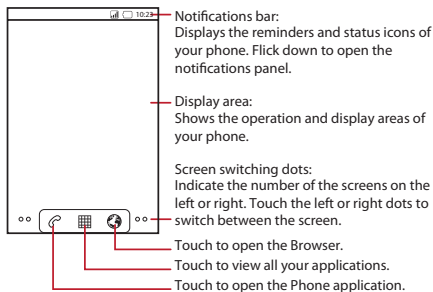 10:23
Notifications bar:
Displays the reminders and status icons of
your phone. Flick down to open the
notifications panel.
Display area:
Shows the operation and display areas of
your phone.
Screen switching dots:
Indicate the number of the screens on the
left or right. Touch the left or right dots to
switch between the screen.
Touch to open the Browser.
Touch to view all your applications.
Touch to open the Phone application.